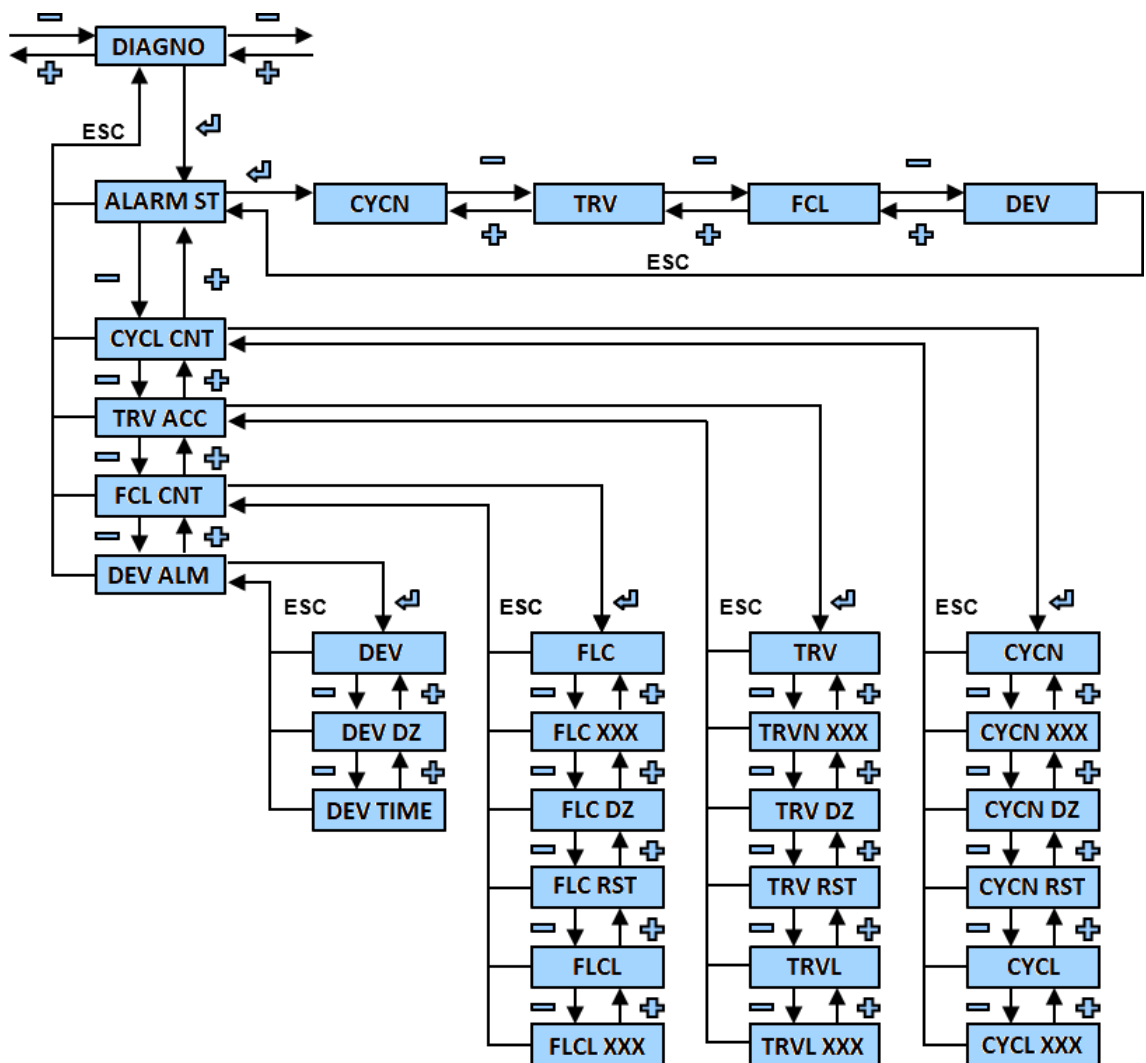 DIAGNO
ESC
ALARM ST
CYCN
TRV
FCL
DEV
ESC
CYCL CNT
TRV ACC
FCL CNT
DEV ALM
ESC
ESC
ESC
DEV
FLC
TRV
CYCN
DEV DZ
FLC XXX
TRVN XXX
CYCN XXX
DEV TIME
FLC DZ
TRV DZ
CYCN DZ
FLC RST
TRV RST
CYCN RST
FLCL
TRVL
CYCL
FLCL XXX
TRVL XXX
CYCL XXX